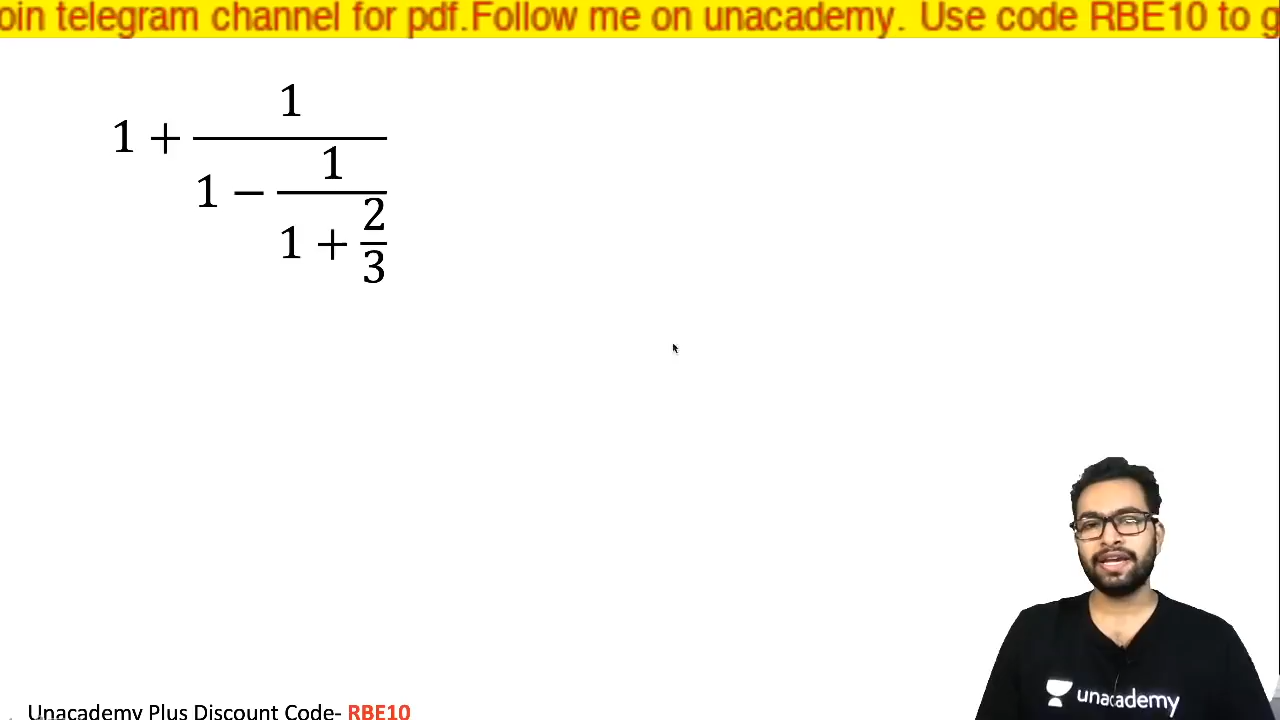 oin telegram channel for pdf.Follow me on unacademy. Use code RBE10 to g
1
1 +
1
1 −
2
1 +
3
unacademy
Unacademy Plus Discount Code- RBE10